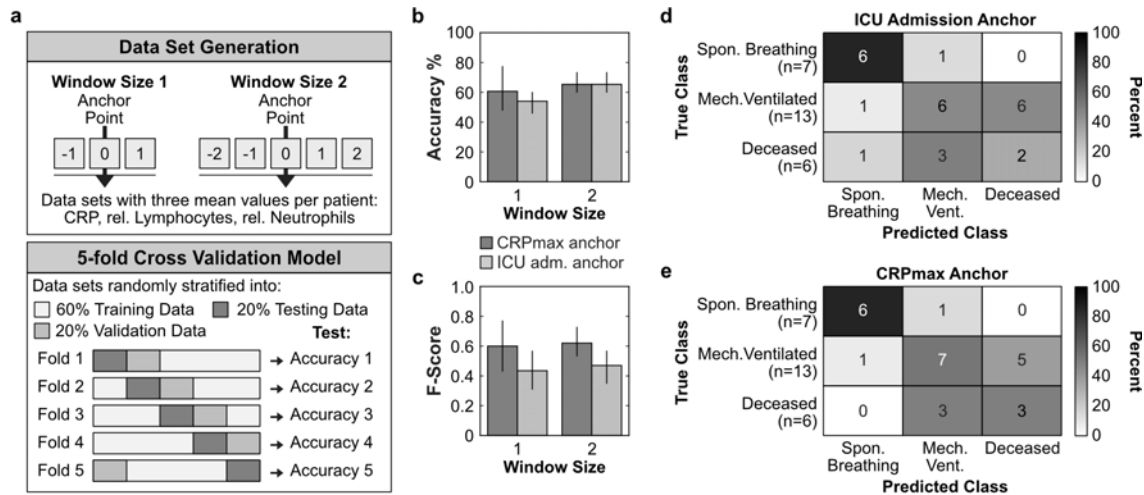 a
Data Set Generation
Window Size 1
Window Size 2
Anchor
Point
Anchor
Point
-1 0 1
-2 -1 0 1 2
Data sets with three mean values per patient:
CRP, rel. Lymphocytes, rel. Neutrophils
5-fold Cross Validation Model
Data sets randomly stratified into:
60% Training Data
20% Testing Data
20% Validation Data
Test:
Fold 1 → Accuracy 1
Fold 2 → Accuracy 2
Fold 3 → Accuracy 3
Fold 4 → Accuracy 4
Fold 5 → Accuracy 5
b
Accuracy %
100
80
60
40
20
0
1 2
Window Size
CRPmax anchor
ICU adm. anchor
c
F-Score
1.0
0.8
0.6
0.4
0.2
0
1 2
Window Size
d
ICU Admission Anchor
True Class
Spon. Breathing
(n=7)
6 1 0
Mech.Ventilated
(n=13)
1 6 6
Deceased
(n=6)
1 3 2
Spon.
Breathing
Mech.
Vent.
Deceased
Predicted Class
100
80
60
40
20
0
Percent
e
CRPmax Anchor
True Class
Spon. Breathing
(n=7)
6 1 0
Mech.Ventilated
(n=13)
1 7 5
Deceased
(n=6)
0 3 3
Spon.
Breathing
Mech.
Vent.
Deceased
Predicted Class
100
80
60
40
20
0
Percent